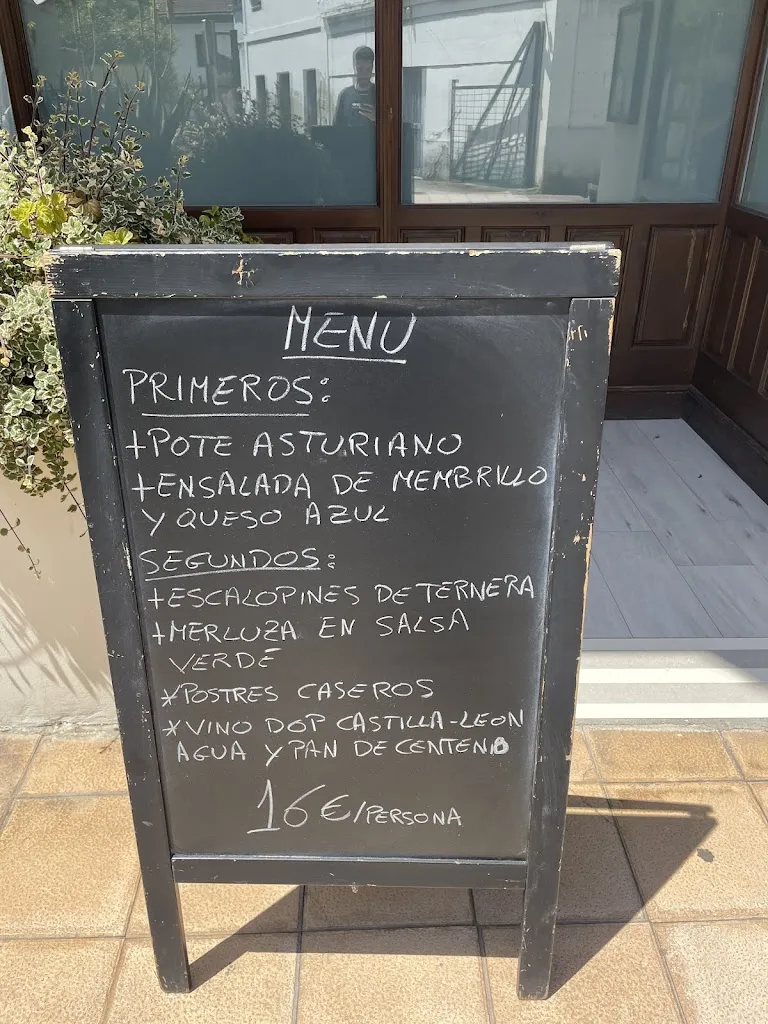 MENU
PRIMEROS:
+POTE ASTURIANO
+ENSALADA DE MEMBRILLO
Y QUESO AZUL
SEGUNDOS:
+ESCALOPINES DE TERNERA
+MERLUZA EN SALSA
VERDE
*POSTRES CASEROS
*VINO DOP CASTILLA-LEON
AGUA Y PAN DE CENTENO
16€/PERSONA